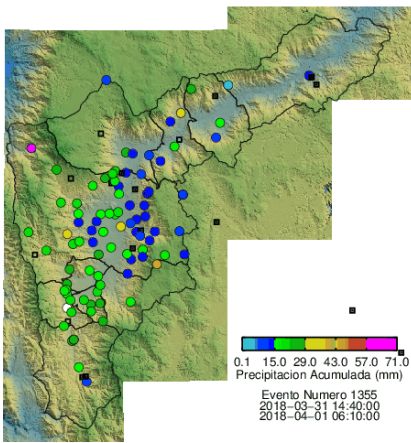 0.1 15.0 29.0 43.0 57.0 71.0
Precipitacion Acumulada (mm)
Evento Numero 1355
2018-03-31 14:40:00
2018-04-01 06:10:00